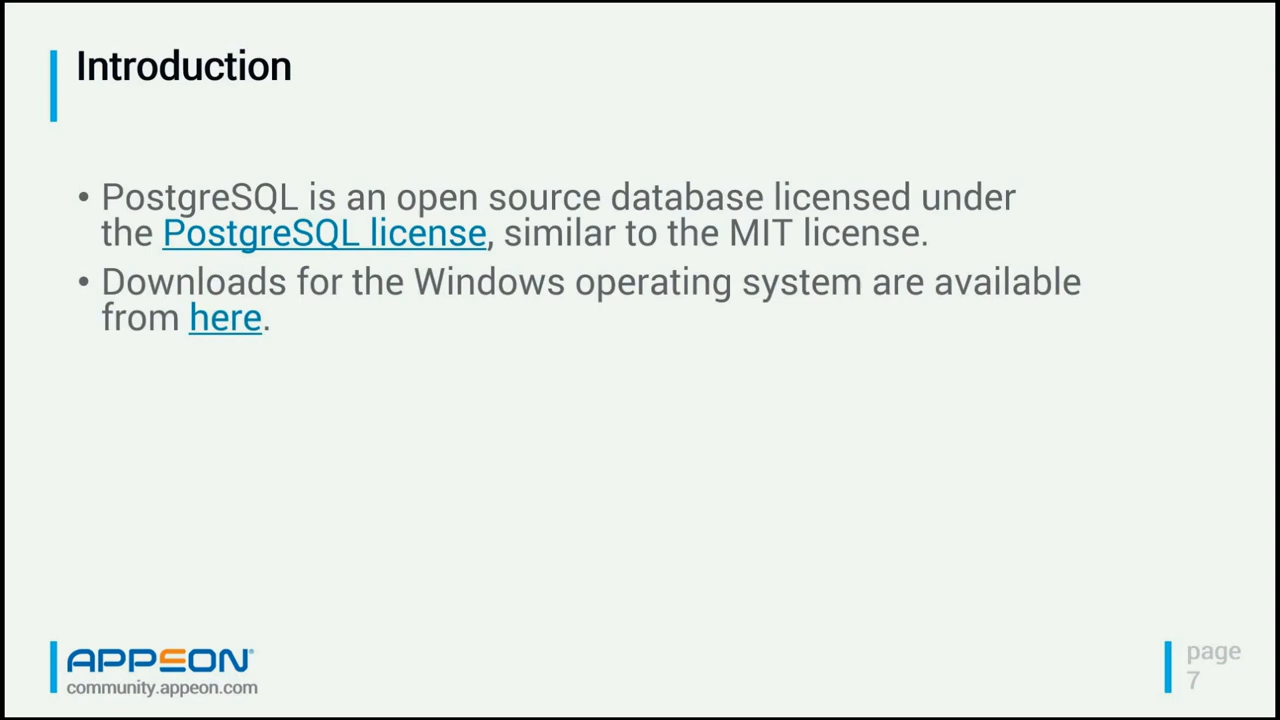 Introduction
• PostgreSQL is an open source database licensed under
the PostgreSQL license, similar to the MIT license.
• Downloads for the Windows operating system are available
from here.
APPEON®
community.appeon.com
page
7